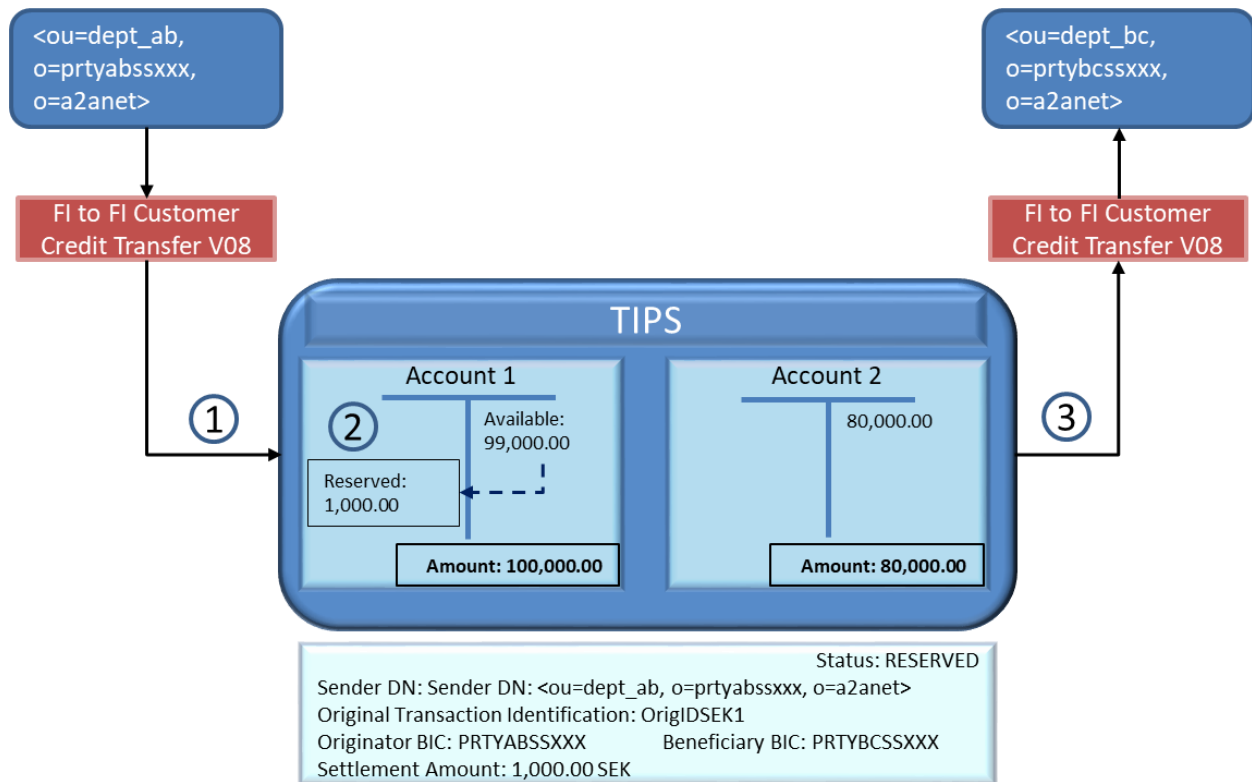 <ou=dept_ab,
o=prtyabssxxx,
o=a2anet>
<ou=dept_bc,
o=prtybcssxxx,
o=a2anet>
FI to FI Customer
Credit Transfer V08
FI to FI Customer
Credit Transfer V08
TIPS
1
Account 1
2
Available:
99,000.00
Reserved:
1,000.00
Amount: 100,000.00
Account 2
80,000.00
Amount: 80,000.00
3
Status: RESERVED
Sender DN: Sender DN: <ou=dept_ab, o=prtyabssxxx, o=a2anet>
Original Transaction Identification: OrigIDSEK1
Originator BIC: PRTYABSSXXX Beneficiary BIC: PRTYBCSSXXX
Settlement Amount: 1,000.00 SEK